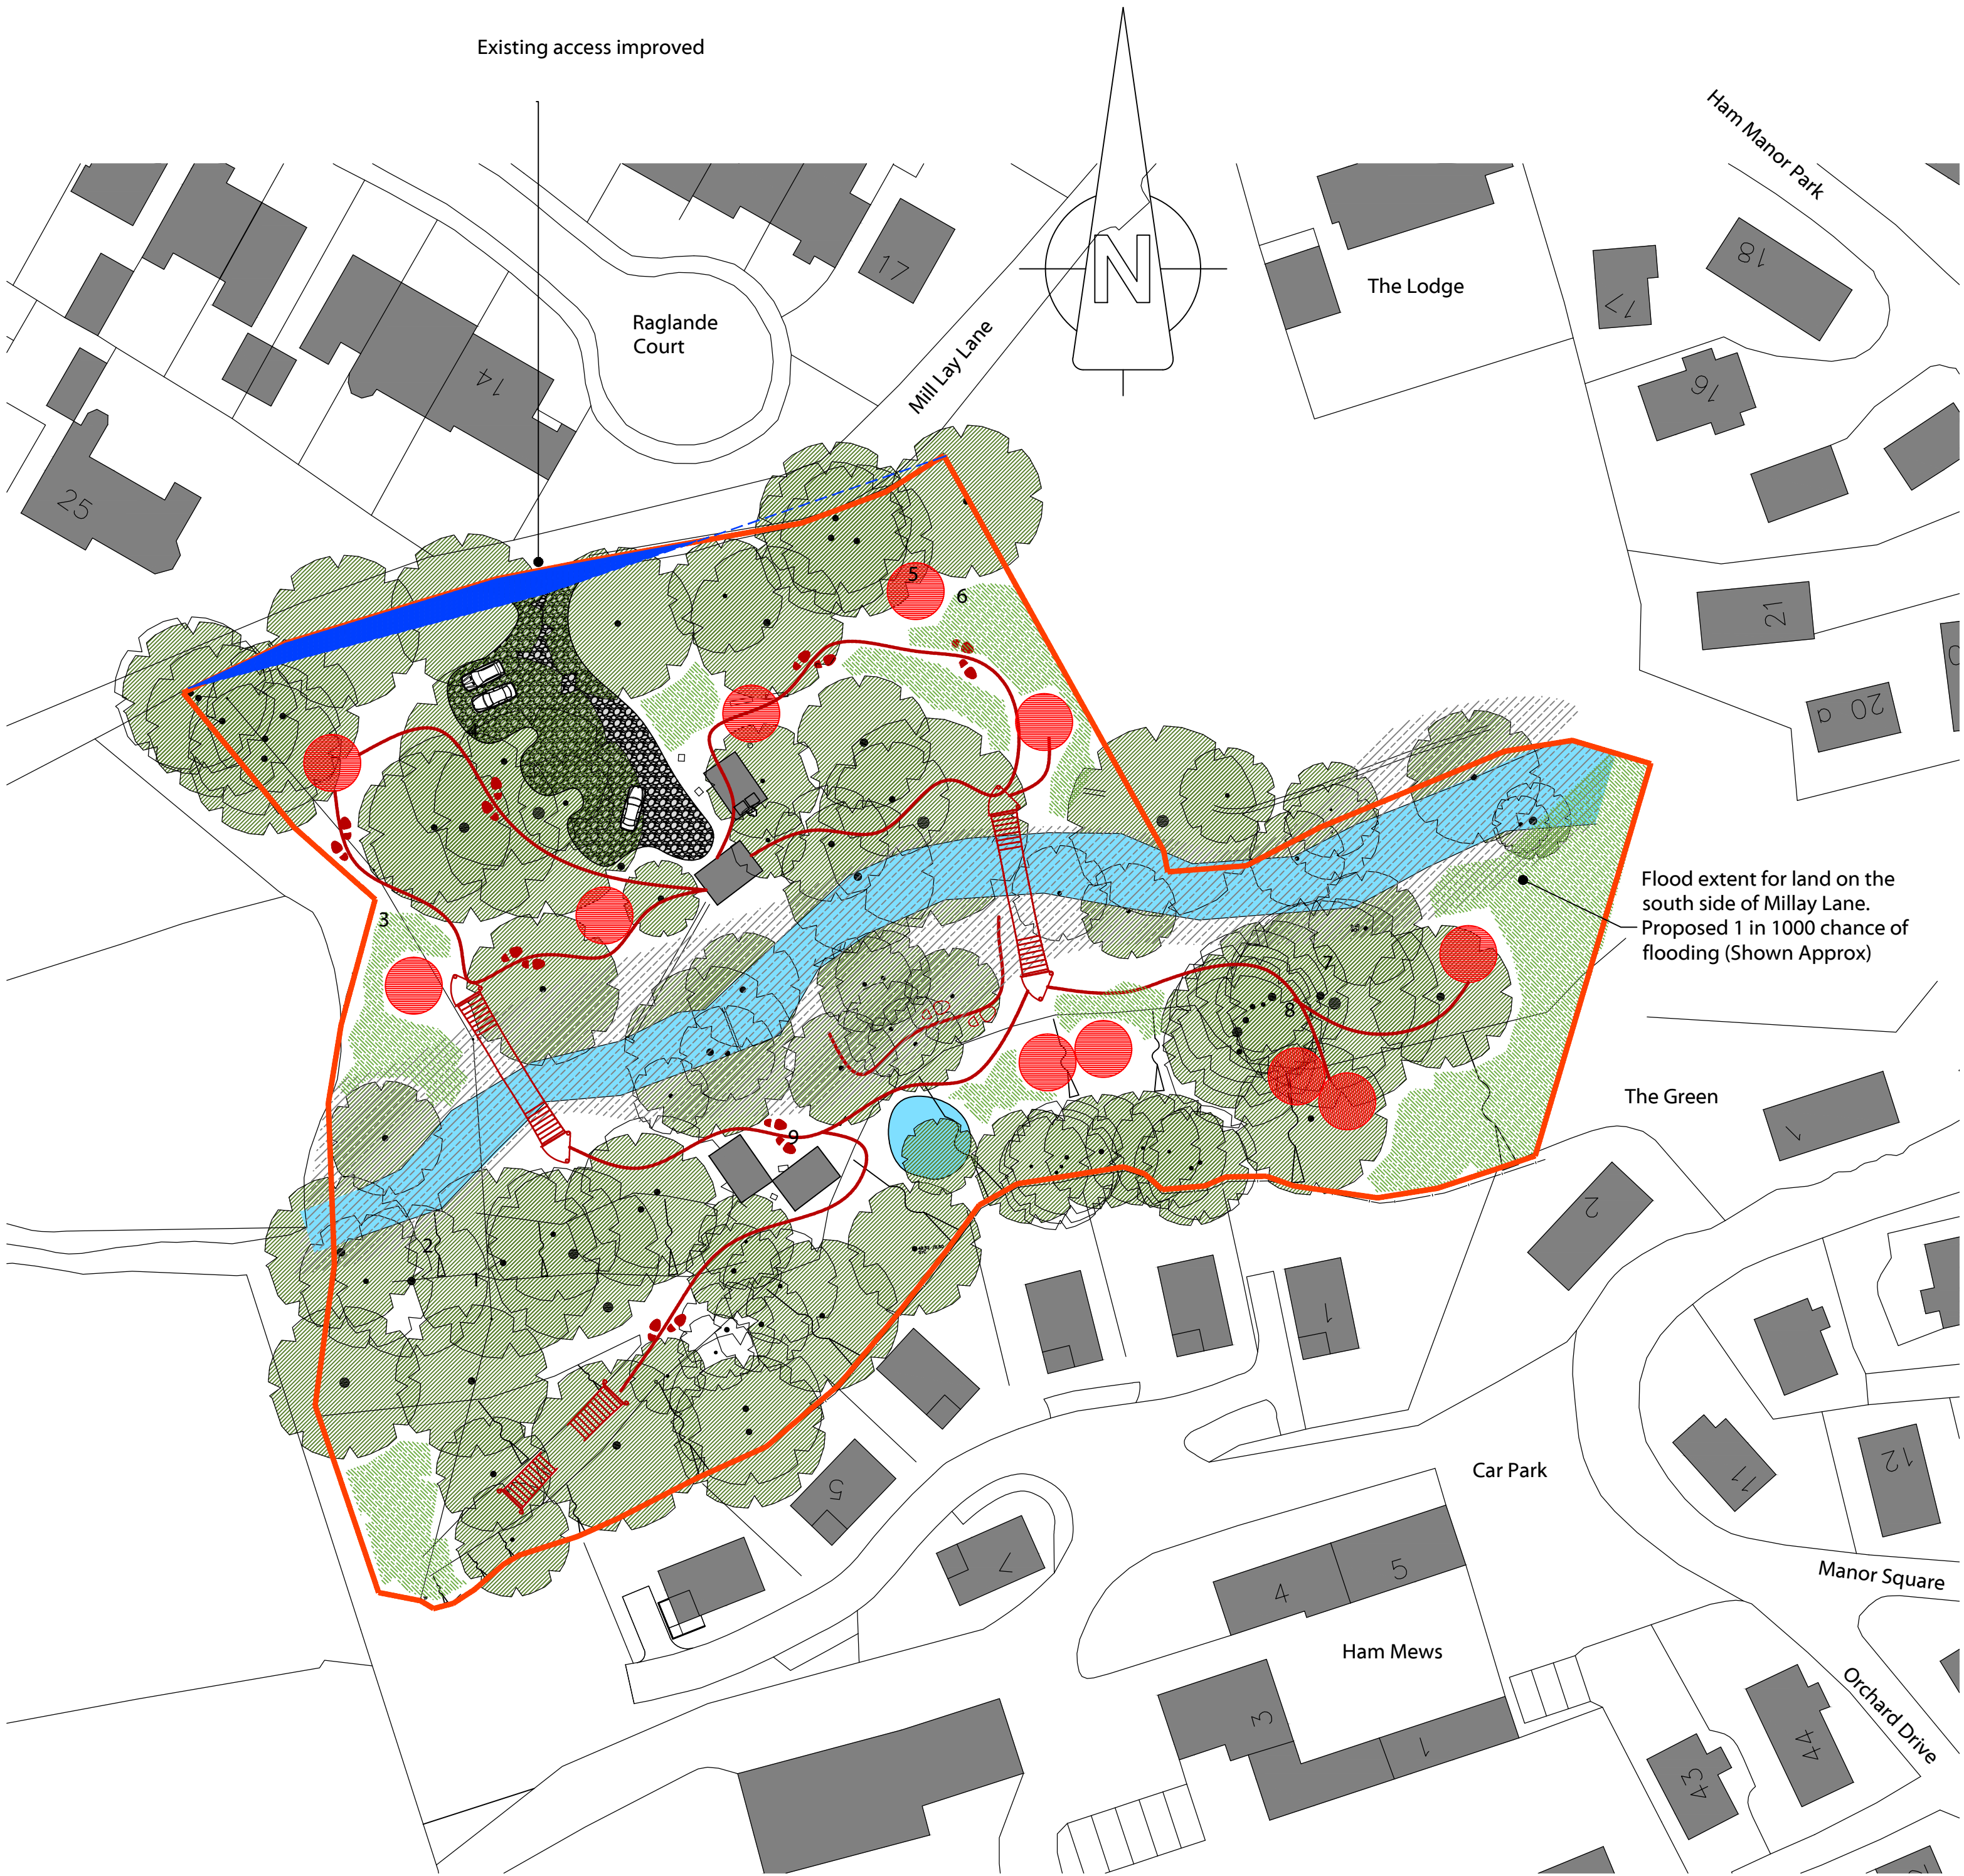 Existing access improved
Ham Manor Park
N
17
18
The Lodge
17
Raglande
Court
Mill Lay Lane
14
16
25
5
6
21
20 a
4
Flood extent for land on the
south side of Millay Lane.
Proposed 1 in 1000 chance of
flooding (Shown Approx)
3
7
8
The Green
1
9
2
2
1
1
Car Park
5
11
12
7
4
5
Manor Square
Ham Mews
3
1
Orchard Drive
44
43